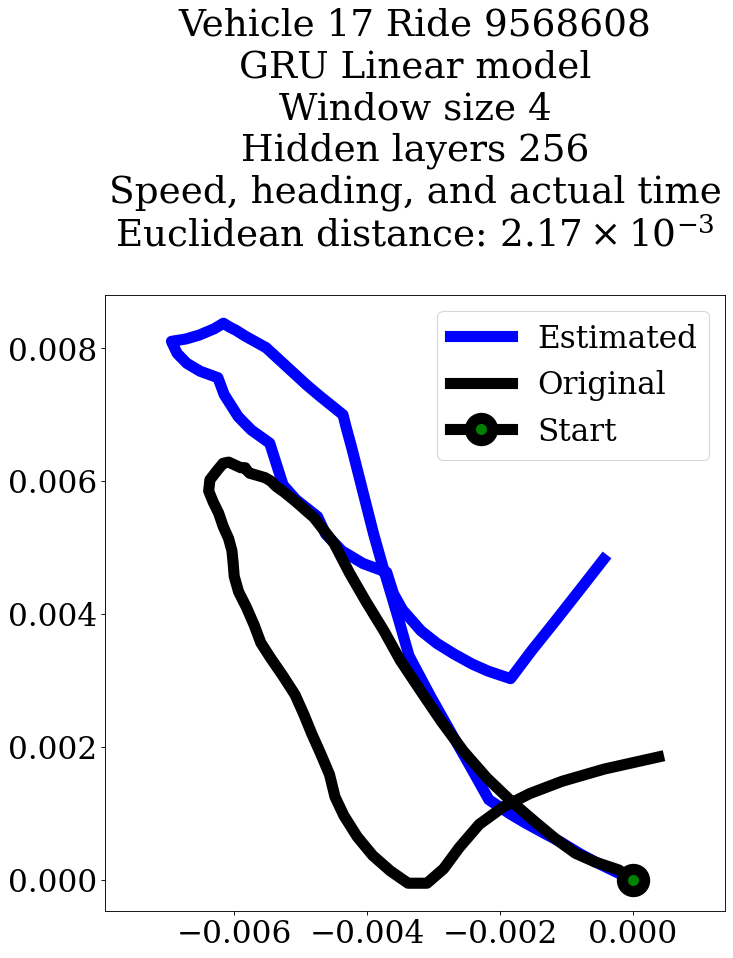 Vehicle 17 Ride 9568608
GRU Linear model
Window size 4
Hidden layers 256
Speed, heading, and actual time
Euclidean distance: 2.17 × 10⁻³
Estimated
Original
Start
0.008
0.006
0.004
0.002
0.000
−0.006 −0.004 −0.002 0.000